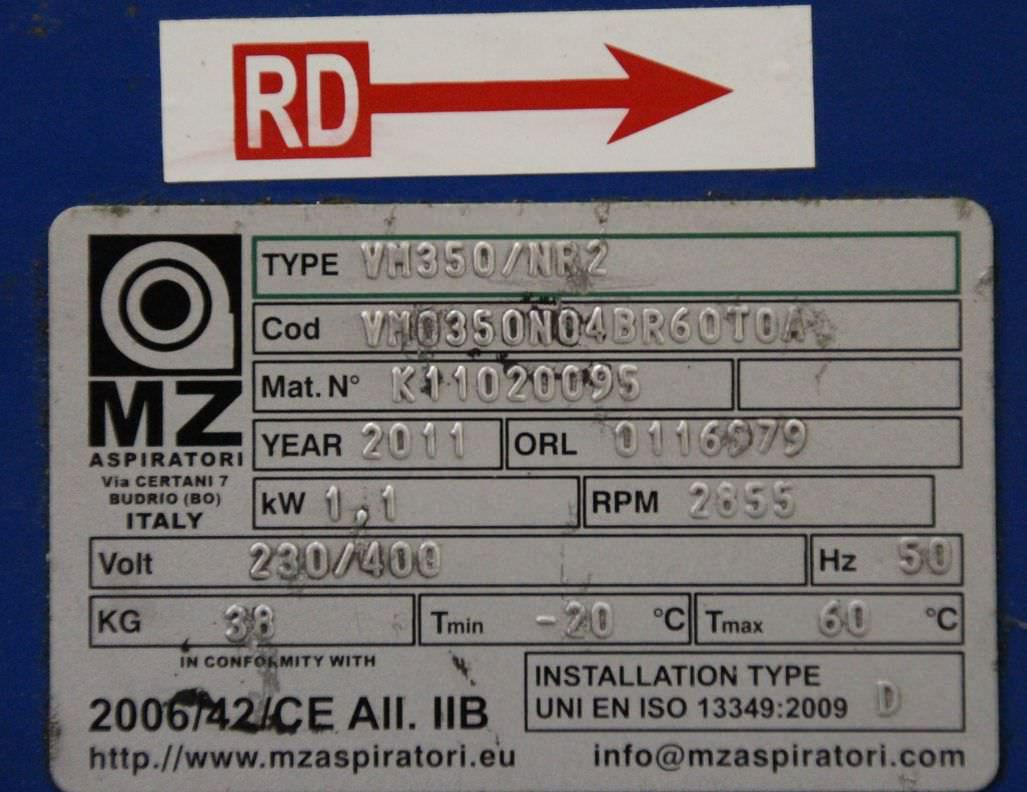 RD
TYPE VM350/NR2
Cod VM0350N04BR60T0A
Mat. N° K11020095
MZ
ASPIRATORI
Via CERTANI 7
BUDRIO (BO)
ITALY
YEAR 2011 ORL 0116979
kW 1,1 RPM 2855
Volt 230/400 Hz 50
KG 38 Tmin -20 °C Tmax 60 °C
IN CONFORMITY WITH
2006/42/CE All. IIB
INSTALLATION TYPE
UNI EN ISO 13349:2009 D
http://www.mzaspiratori.eu info@mzaspiratori.com